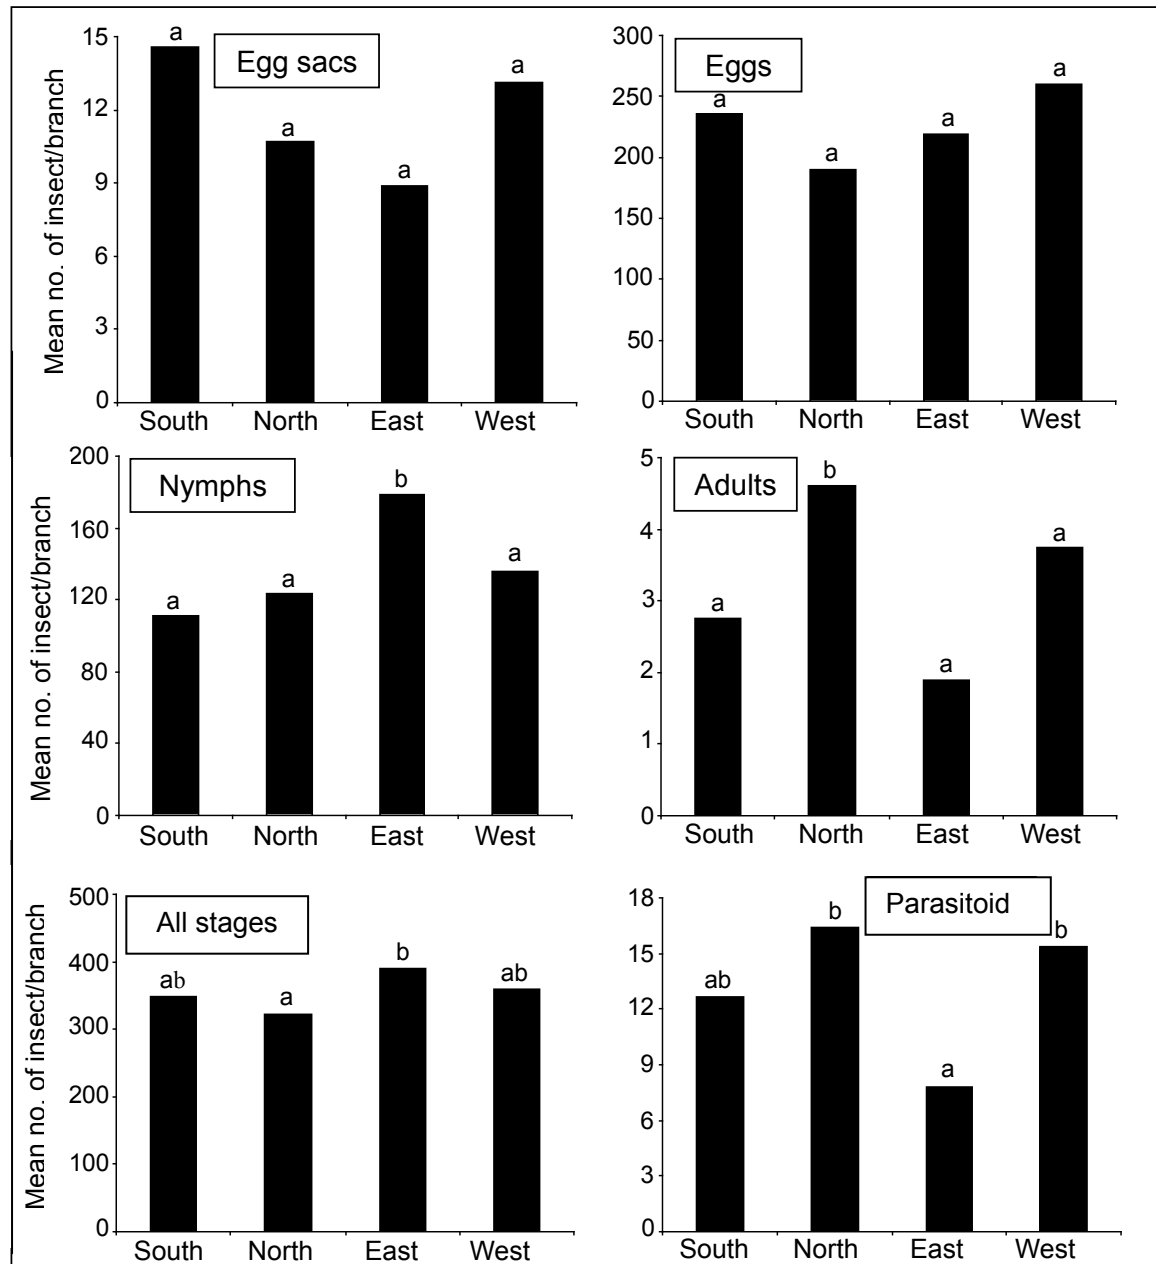 Egg sacs
Mean no. of insect/branch
15
12
9
6
3
0
a
a
a
a
South North East West
Eggs
300
250
200
150
100
50
0
a
a
a
a
South North East West
Nymphs
Mean no. of insect/branch
200
160
120
80
40
0
a
a
b
a
South North East West
Adults
5
4
3
2
1
0
a
b
a
a
South North East West
All stages
Mean no. of insect/branch
500
400
300
200
100
0
ab
a
b
ab
South North East West
Parasitoid
18
15
12
9
6
3
0
ab
b
a
b
South North East West